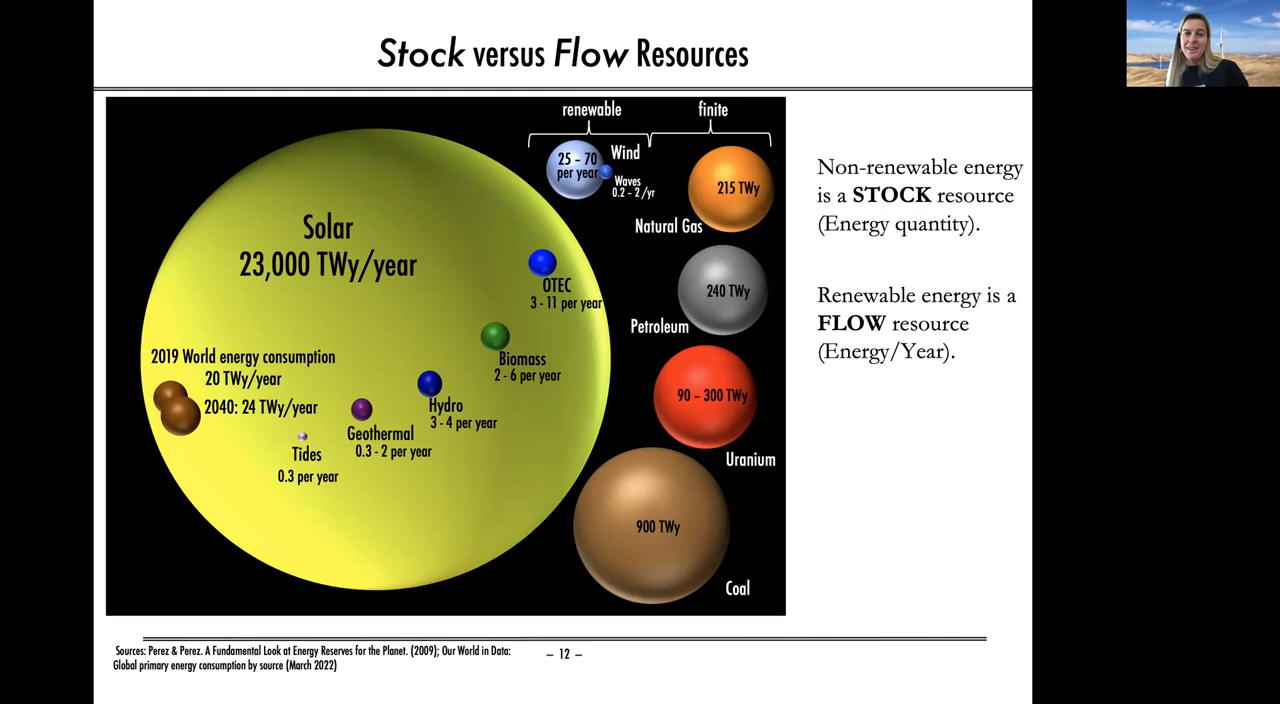 Stock versus Flow Resources
renewable
finite
25 – 70
per year
Wind
Waves
0.2 – 2 /yr
215 TWy
Natural Gas
Solar
23,000 TWy/year
OTEC
3 - 11 per year
240 TWy
Petroleum
Biomass
2 - 6 per year
2019 World energy consumption
20 TWy/year
2040: 24 TWy/year
Hydro
3 - 4 per year
Geothermal
0.3 - 2 per year
Tides
0.3 per year
90 – 300 TWy
Uranium
900 TWy
Coal
Non-renewable energy
is a STOCK resource
(Energy quantity).
Renewable energy is a
FLOW resource
(Energy/Year).
Sources: Perez & Perez. A Fundamental Look at Energy Reserves for the Planet. (2009); Our World in Data:
Global primary energy consumption by source (March 2022)
– 12 –